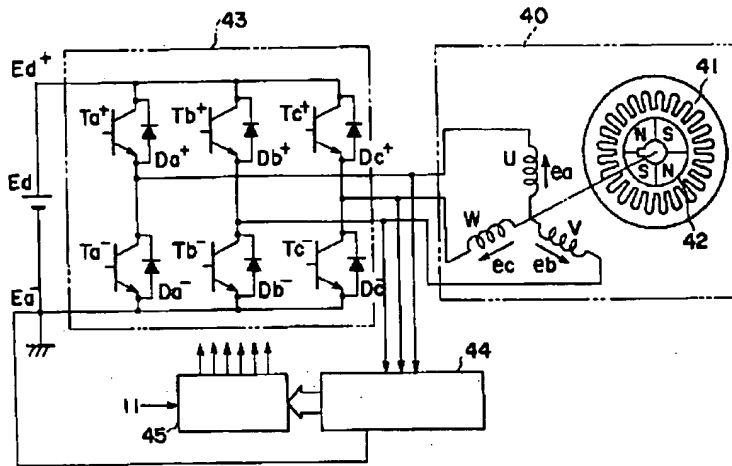 43
40
Ed+
Ta+
Tb+
Tc+
Da+
Db+
Dc+
41
N
S
S
N
42
U
ea
W
V
ec
eb
Ed
Ta-
Tb-
Tc-
Da-
Db-
Dc-
Ea-
44
11
45